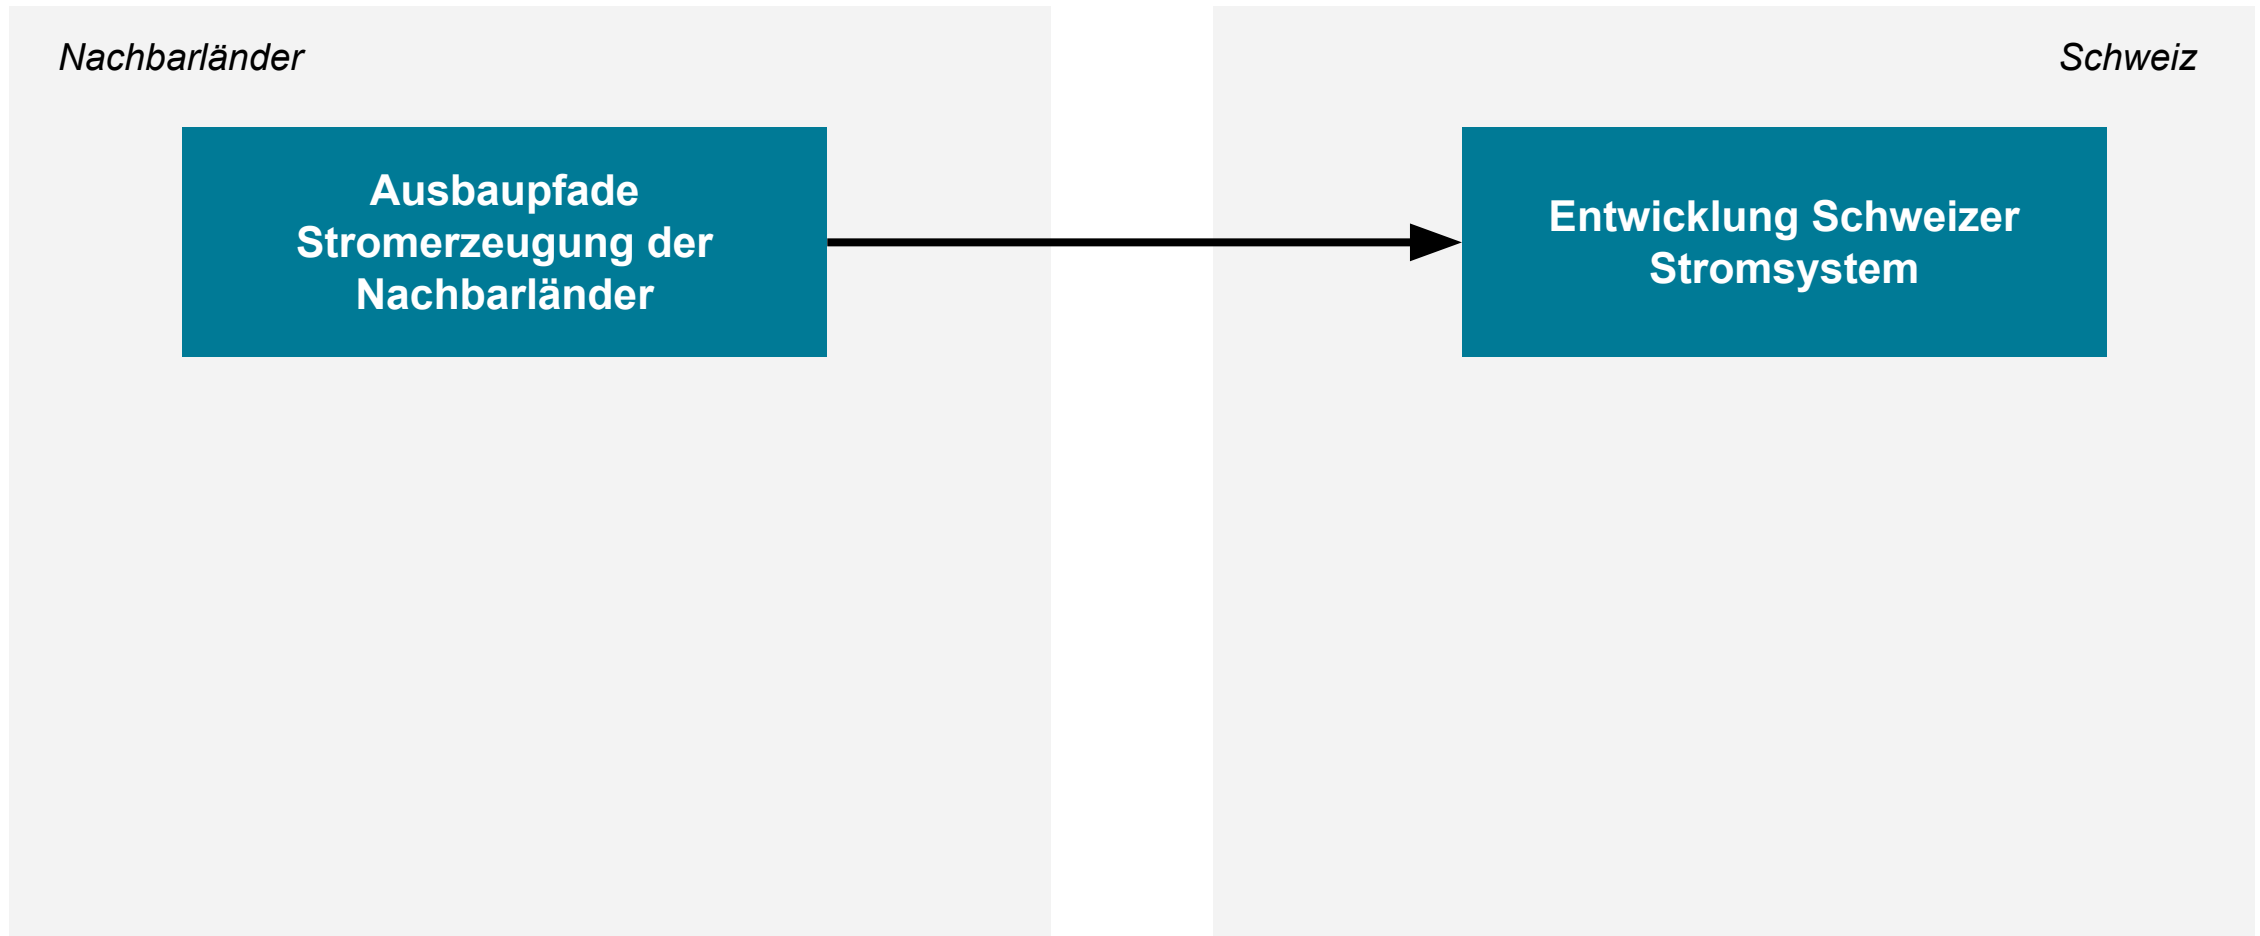 Nachbarländer
Schweiz
Ausbaupfade
Stromerzeugung der
Nachbarländer
Entwicklung Schweizer
Stromsystem